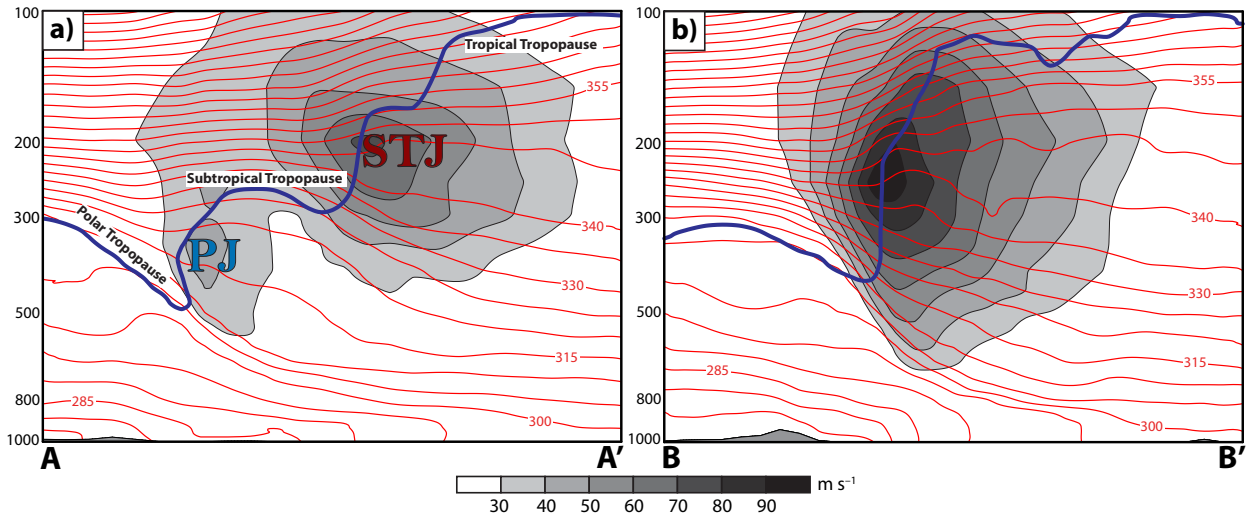 a)
100
200
300
500
800
1000
Tropical Tropopause
355
STJ
Subtropical Tropopause
Polar Tropopause
PJ
340
330
315
285
300
A
A’
b)
100
200
300
500
800
1000
355
340
330
315
285
300
B
B’
30 40 50 60 70 80 90 m s⁻¹